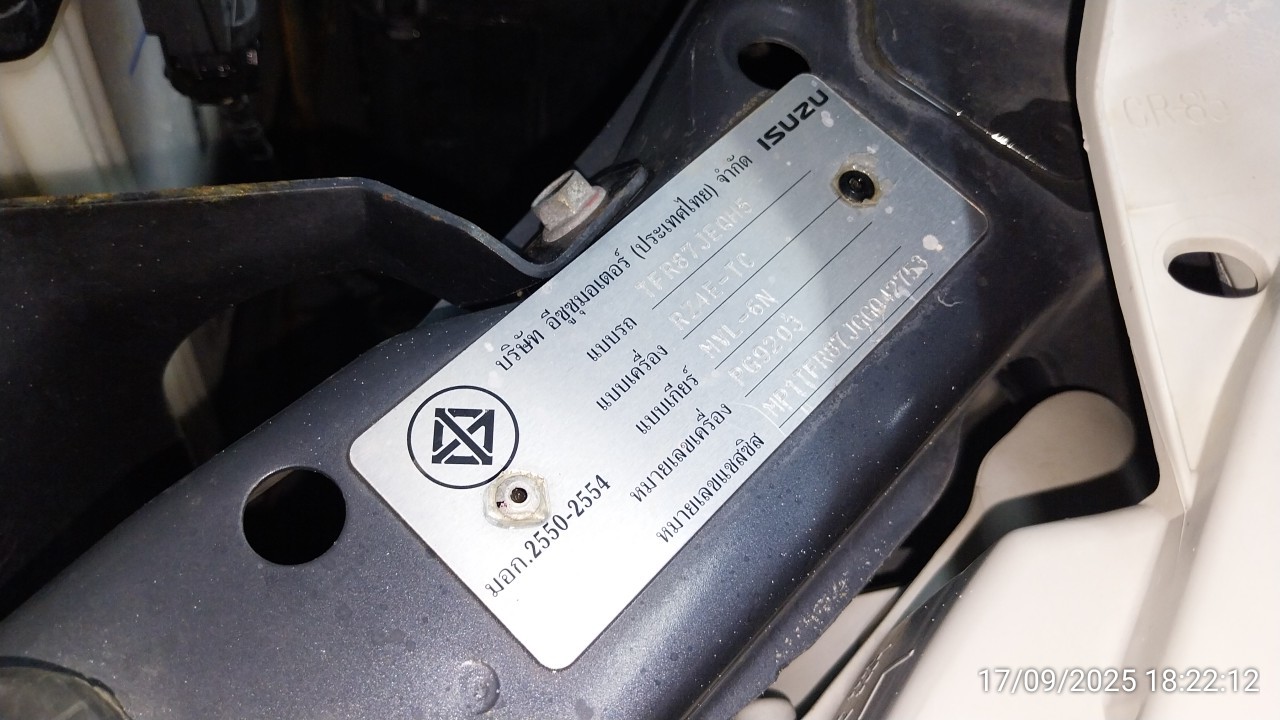 ISUZU
บริษัท อีซูซุมอเตอร์ (ประเทศไทย) จำกัด
แบบรถ TFR87JEQH5
แบบเครื่อง RZ4E-TC
แบบเกียร์ MVL-6N
หมายเลขเครื่อง PG9203
หมายเลขแชสซิส MP1TFR87JGG042753
มอก.2550-2554
17/09/2025 18:22:12